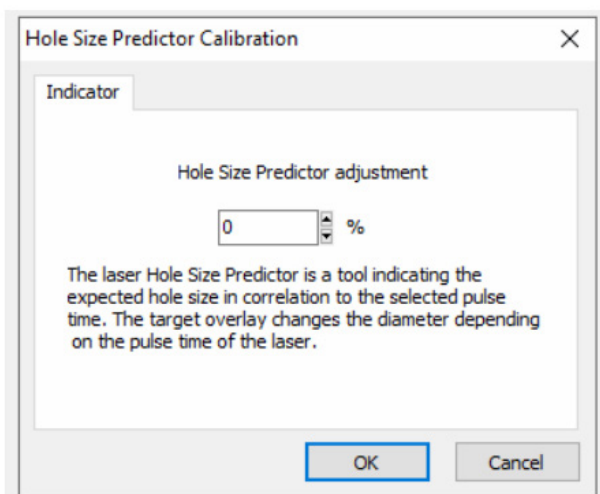 Hole Size Predictor Calibration
Indicator
Hole Size Predictor adjustment
0 %
The laser Hole Size Predictor is a tool indicating the
expected hole size in correlation to the selected pulse
time. The target overlay changes the diameter depending
on the pulse time of the laser.
OK Cancel